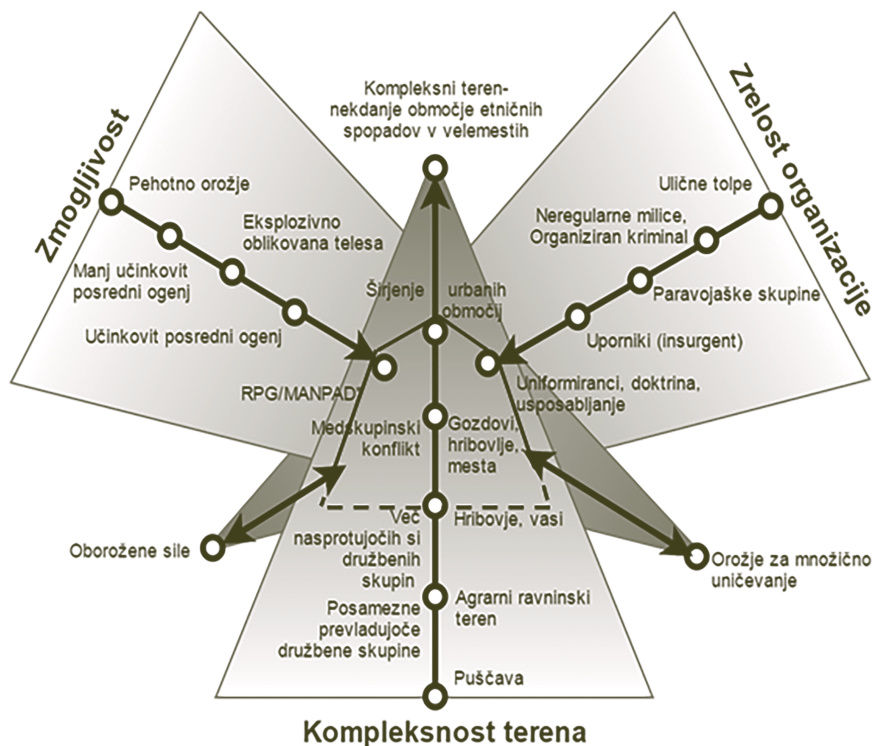 Kompleksni teren-
nekdanje območje etničnih
spopadov v velemestih
Zmogljivost
Pehotno orožje
Eksplozivno
oblikovana telesa
Manj učinkovit
posredni ogenj
Učinkovit posredni ogenj
RPG/MANPAD*
Oborožene sile
Zrelost organizacije
Ulične tolpe
Neregularne milice,
Organiziran kriminal
Paravojaške skupine
Uporniki (insurgent)
Uniformiranci, doktrina,
usposabljanje
Orožje za množično
uničevanje
Širjenje urbanih
območij
Medskupinski
konflikt
Gozdovi,
hribovlje,
mesta
Več
nasprotujočih si
družbenih
skupin
Hribovje, vasi
Posamezne
prevladujoče
družbene skupine
Agrarni ravninski
teren
Puščava
Kompleksnost terena